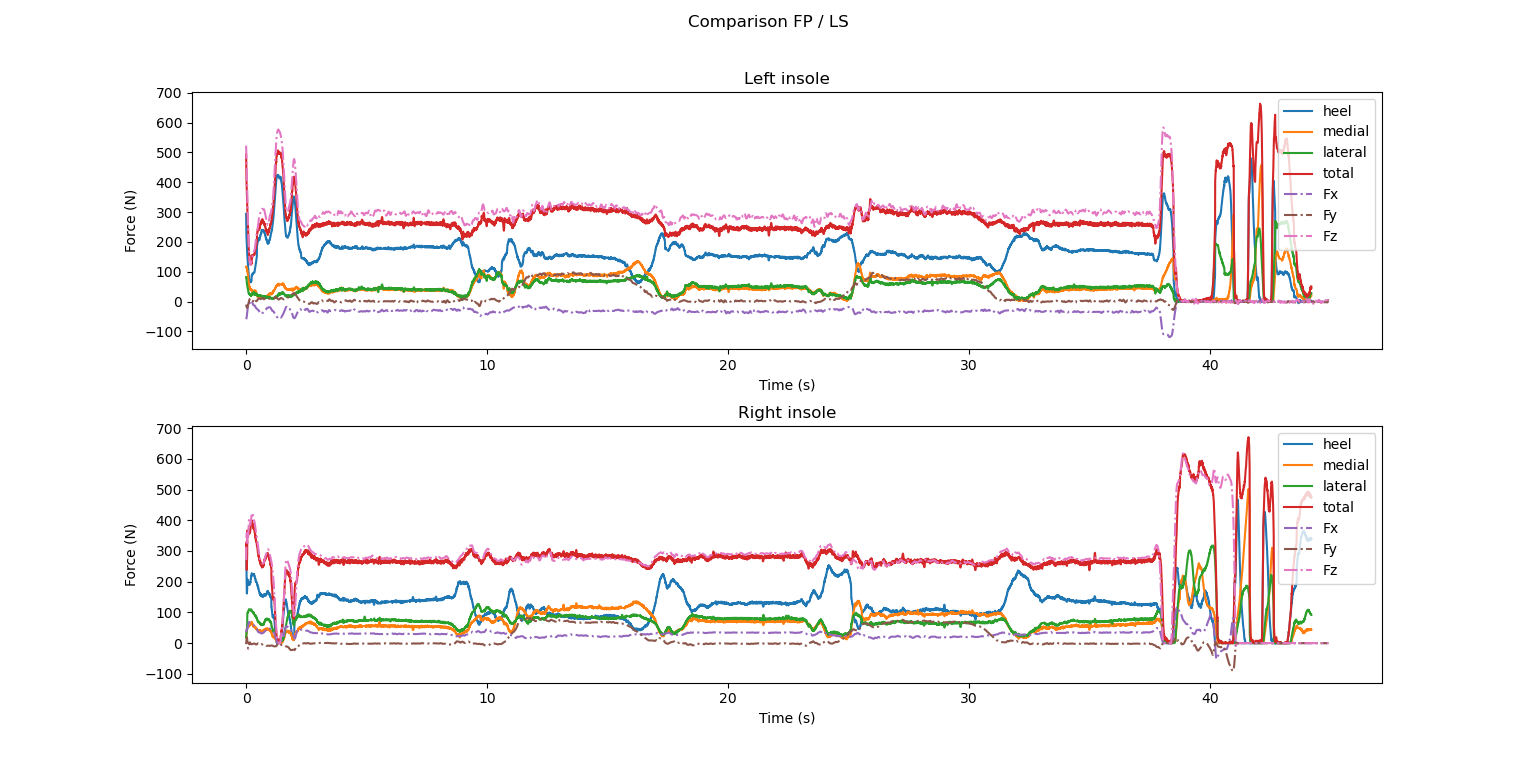 Comparison FP / LS
Left insole
Force (N)
700
600
500
400
300
200
100
0
−100
heel
medial
lateral
total
Fx
Fy
Fz
0 10 20 30 40
Time (s)
Right insole
Force (N)
700
600
500
400
300
200
100
0
−100
heel
medial
lateral
total
Fx
Fy
Fz
0 10 20 30 40
Time (s)